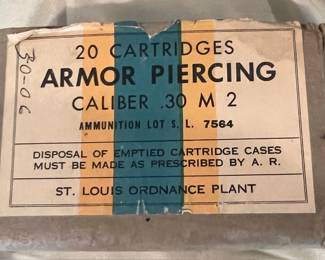 30-06
20 CARTRIDGES
ARMOR PIERCING
CALIBER .30 M 2
AMMUNITION LOT S. L. 7564
DISPOSAL OF EMPTIED CARTRIDGE CASES
MUST BE MADE AS PRESCRIBED BY A. R.
ST. LOUIS ORDNANCE PLANT